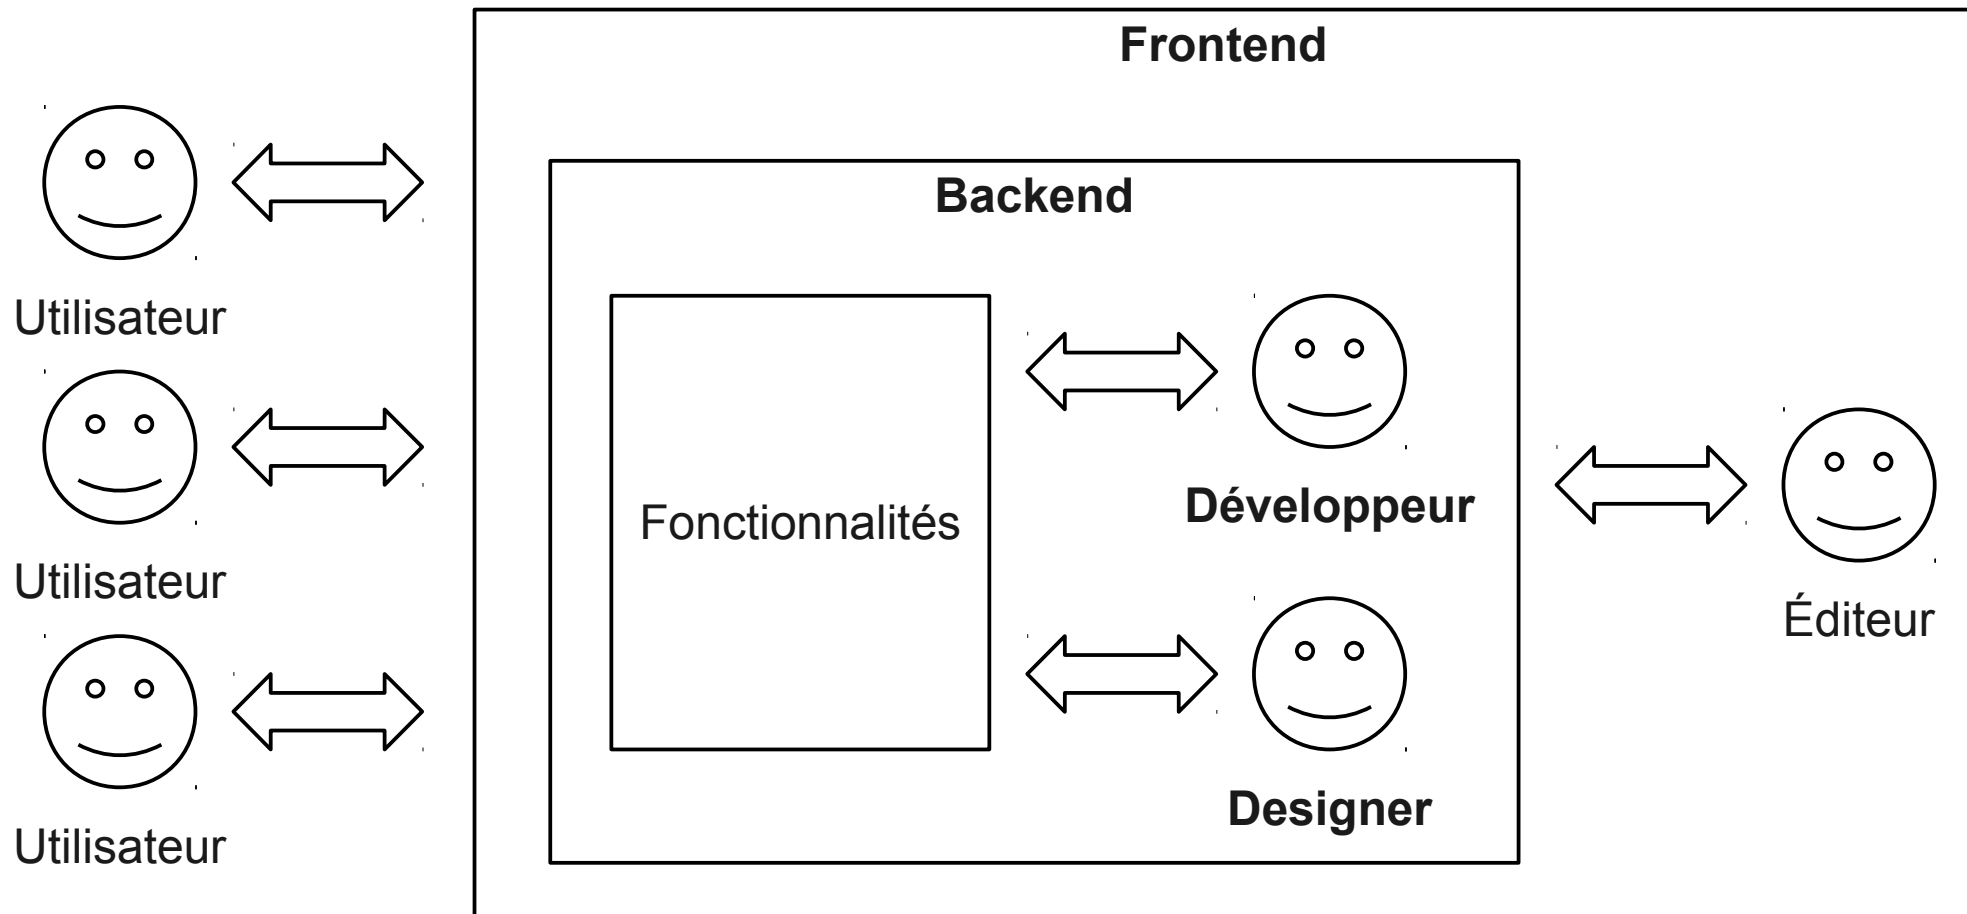 Frontend
Backend
Utilisateur
Fonctionnalités
Développeur
Utilisateur
Éditeur
Designer
Utilisateur